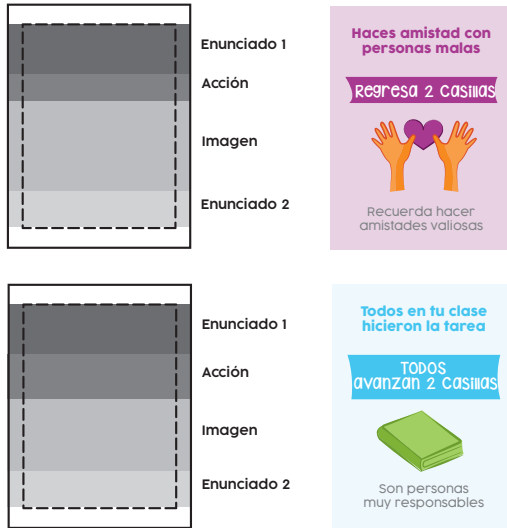 Enunciado 1
Acción
Imagen
Enunciado 2
Haces amistad con
personas malas
Regresa 2 Casillas
Recuerda hacer
amistades valiosas
Enunciado 1
Acción
Imagen
Enunciado 2
Todos en tu clase
hicieron la tarea
TODOS
avanzan 2 Casillas
Son personas
muy responsables